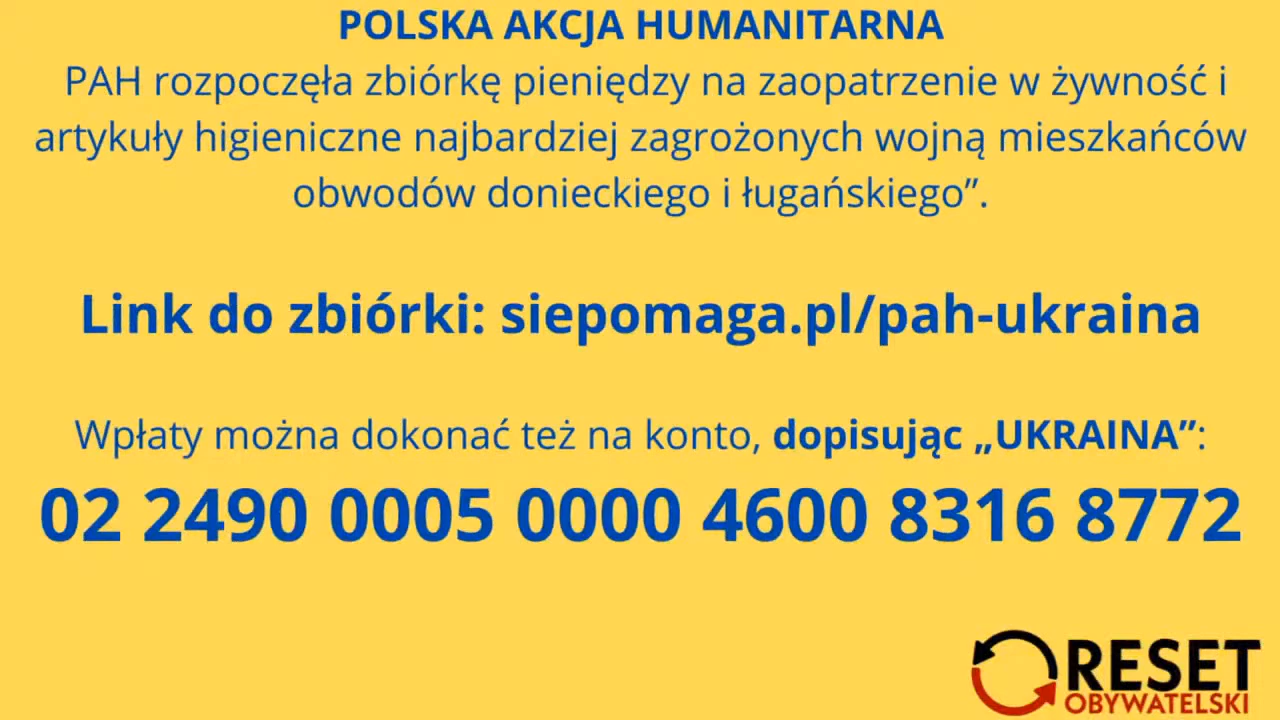 POLSKA AKCJA HUMANITARNA
PAH rozpoczęła zbiórkę pieniędzy na zaopatrzenie w żywność i
artykuły higieniczne najbardziej zagrożonych wojną mieszkańców
obwodów donieckiego i ługańskiego”.
Link do zbiórki: siepomaga.pl/pah-ukraina
Wpłaty można dokonać też na konto, dopisując „UKRAINA”:
02 2490 0005 0000 4600 8316 8772
RESET
OBYWATELSKI